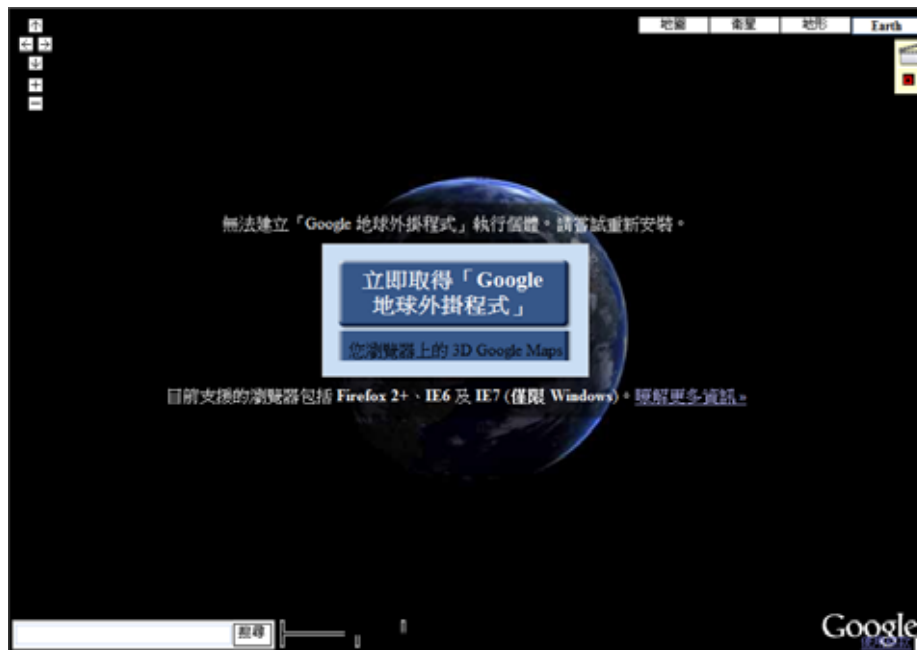 地圖 衛星 地形 Earth
無法建立「Google 地球外掛程式」執行個體。請嘗試重新安裝。
立即取得「Google
地球外掛程式」
您瀏覽器上的 3D Google Maps
目前支援的瀏覽器包括 Firefox 2+、IE6 及 IE7 (僅限 Windows)。瞭解更多資訊 »
搜尋
Google